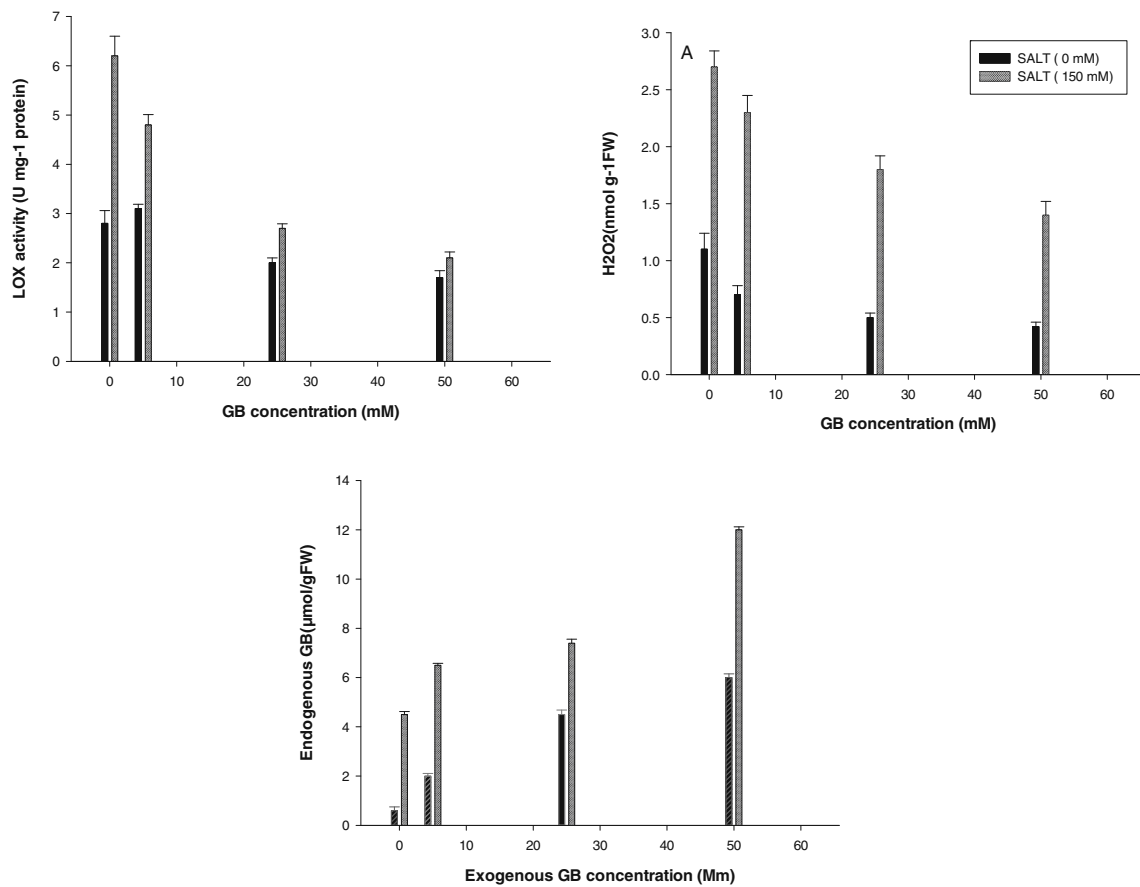 LOX activity (U mg-1 protein)
7
6
5
4
3
2
1
0
0 10 20 30 40 50 60
GB concentration (mM)
A
SALT ( 0 mM)
SALT ( 150 mM)
H2O2(nmol g-1FW)
3.0
2.5
2.0
1.5
1.0
0.5
0.0
0 10 20 30 40 50 60
GB concentration (mM)
Endogenous GB(µmol/gFW)
14
12
10
8
6
4
2
0
0 10 20 30 40 50 60
Exogenous GB concentration (Mm)